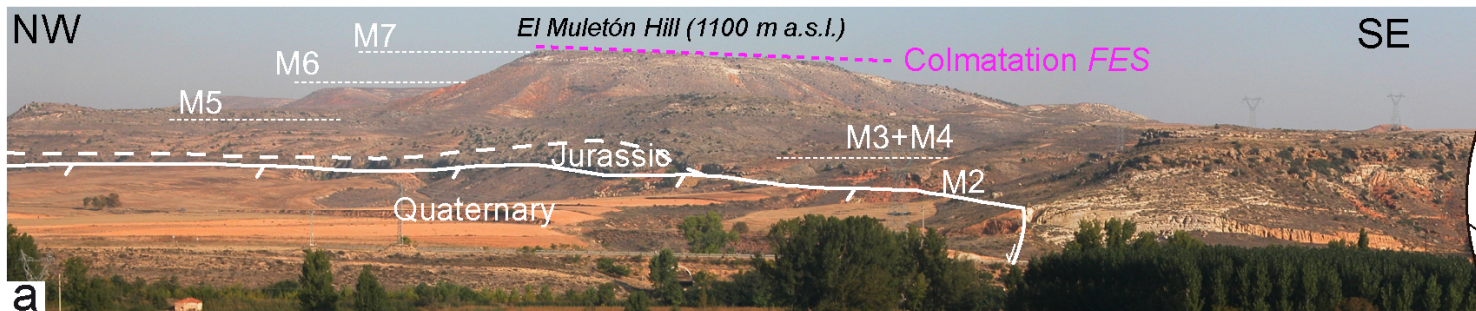 NW
El Muletón Hill (1100 m a.s.l.)
SE
M7
Colmatation FES
M6
M5
M3+M4
Jurassic
M2
Quaternary
a